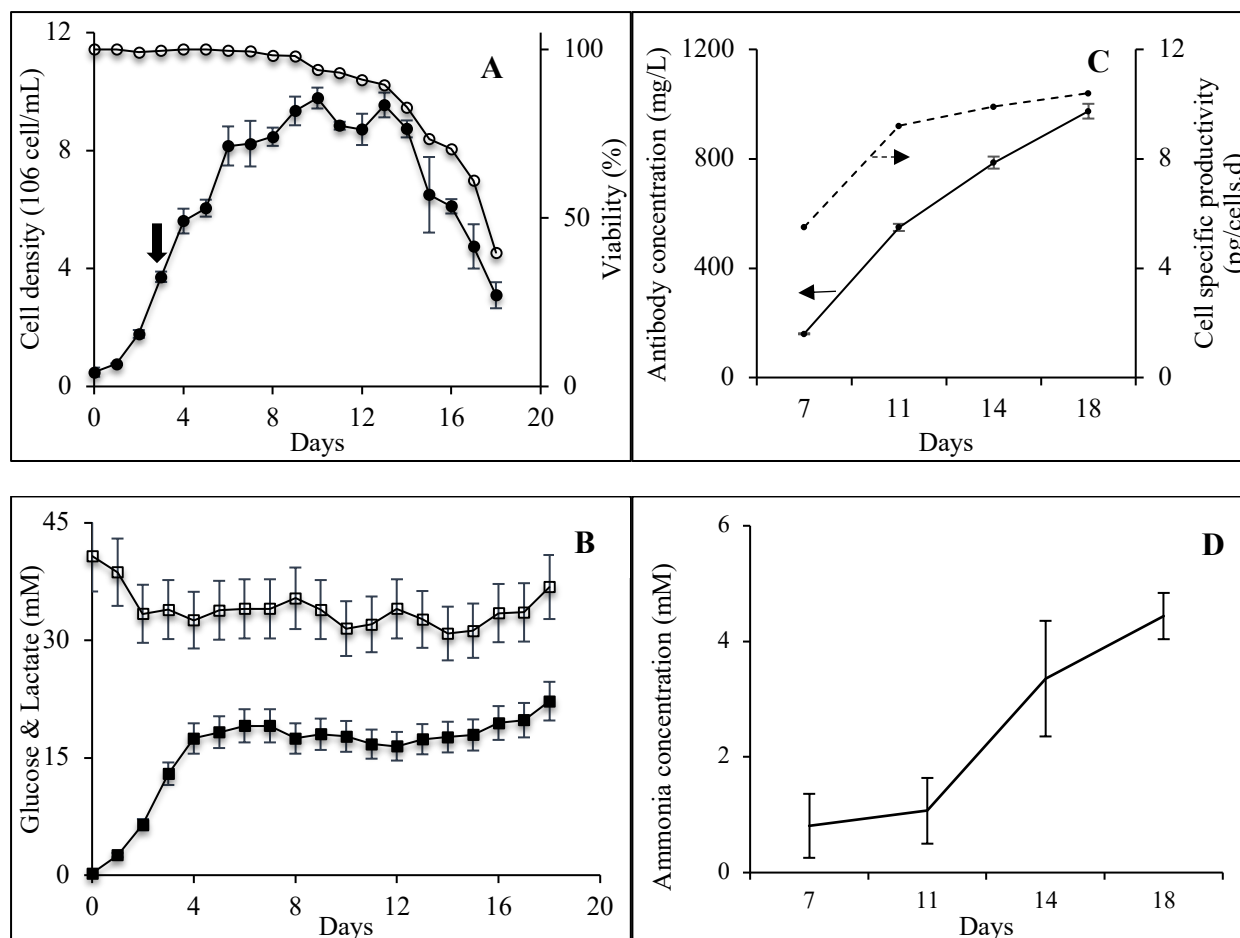 A
Cell density (106 cell/mL)
12
8
4
0
100
50
0
Viability (%)
0 4 8 12 16 20
Days
C
Antibody concentration (mg/L)
1200
800
400
0
12
8
4
0
Cell specific productivity
(pg/cells.d)
7 11 14 18
Days
B
Glucose & Lactate (mM)
45
30
15
0
0 4 8 12 16 20
Days
D
Ammonia concentration (mM)
6
4
2
0
7 11 14 18
Days